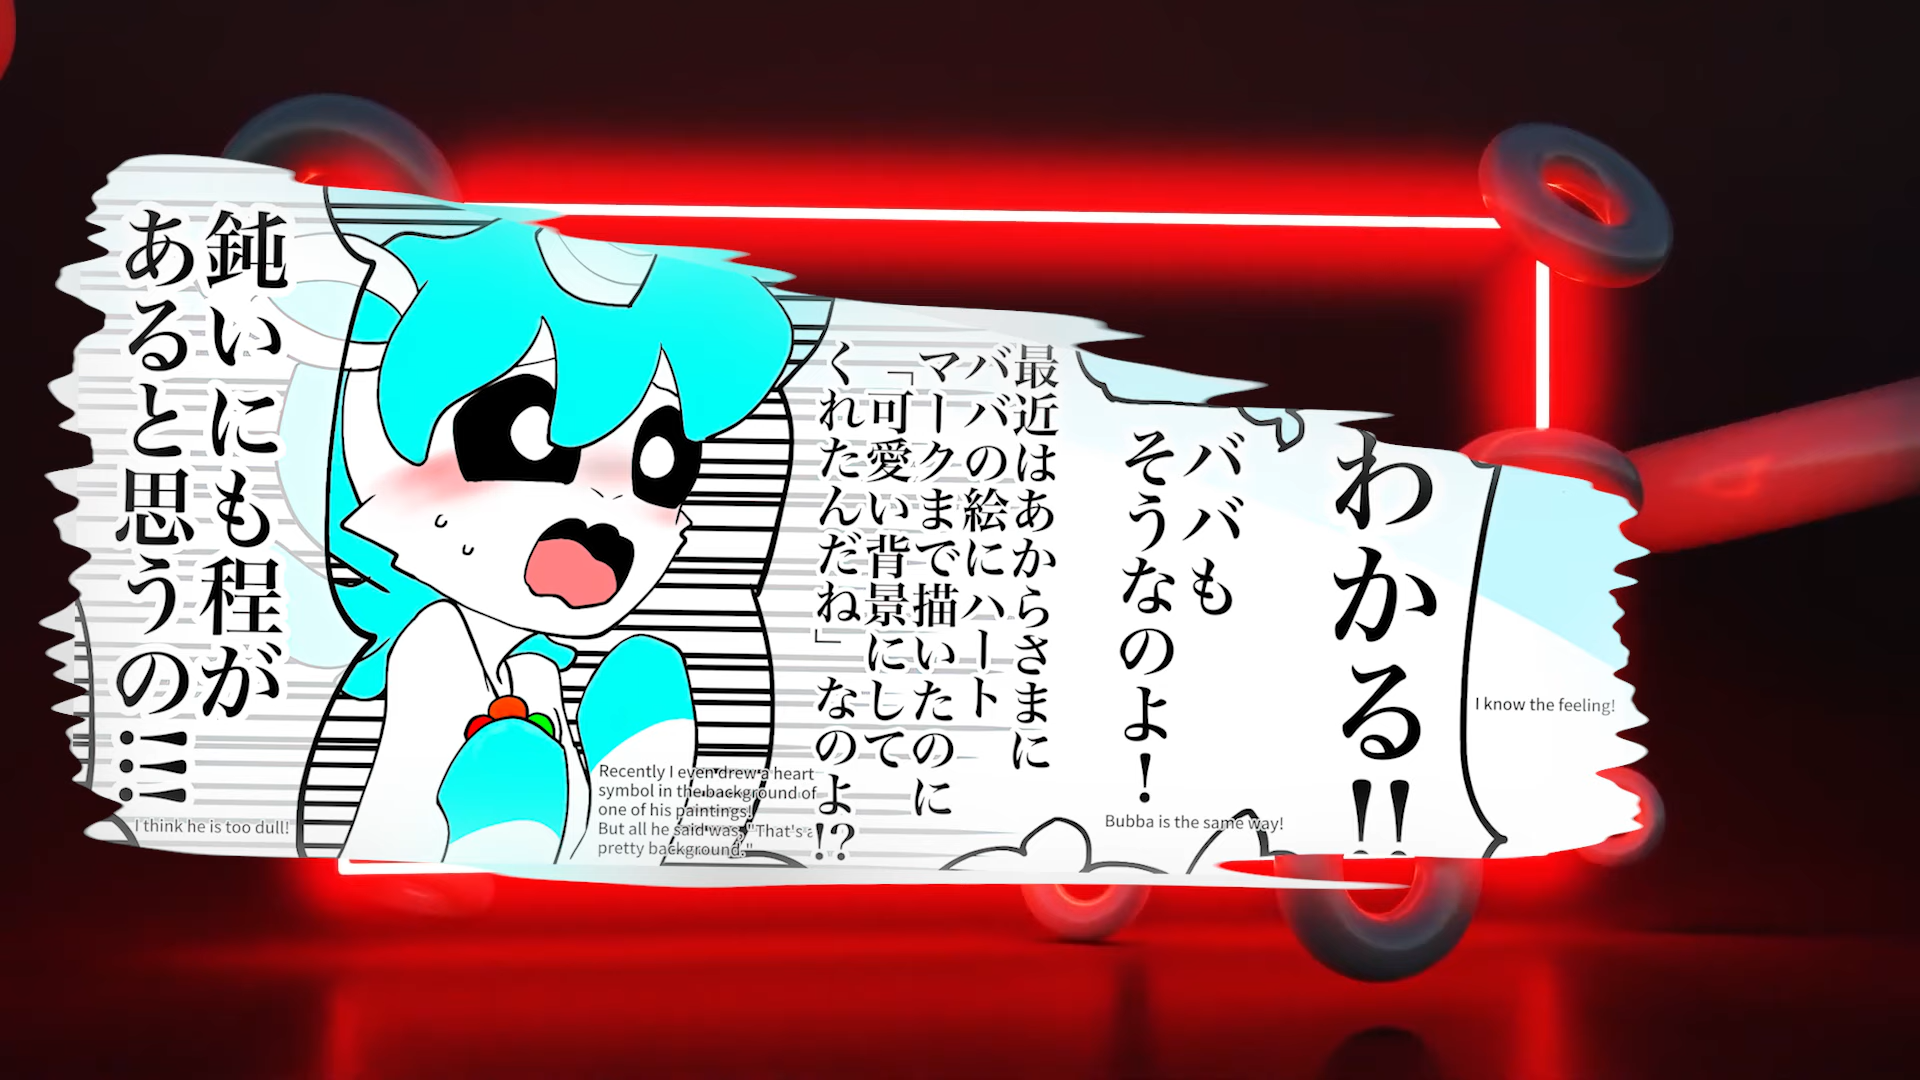 わかる!!
I know the feeling!
ババも
そうなのよ！
Bubba is the same way!
最近はあからさまに
ババの絵にハート
マークまで描いたのに
「可愛い背景にして
くれたんだね」なのよ!?
Recently I even drew a heart
symbol in the background of
one of his paintings!
But all he said was, "That's a
pretty background."
鈍いにも程が
あると思うの!!!
I think he is too dull!